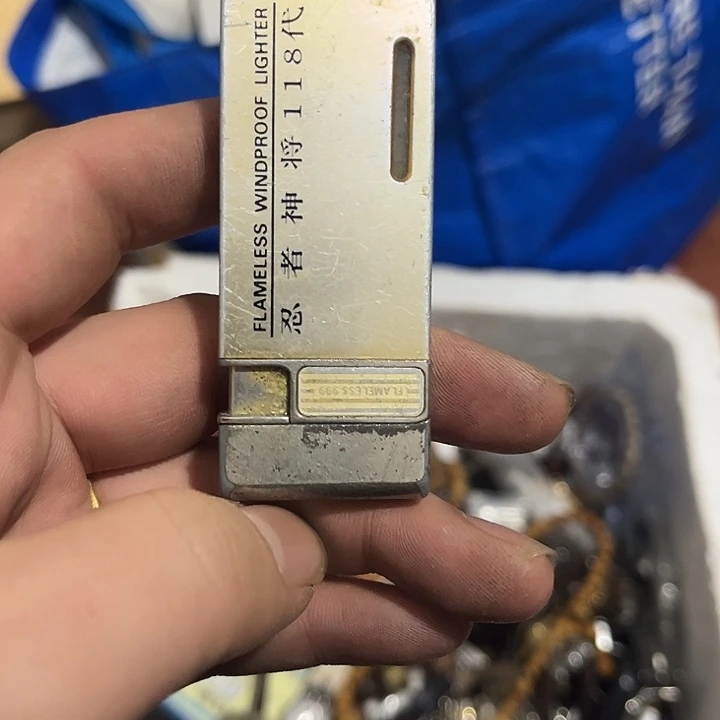 FLAMELESS WINDPROOF LIGHTER
忍者神将118代
FLAMELESS 999